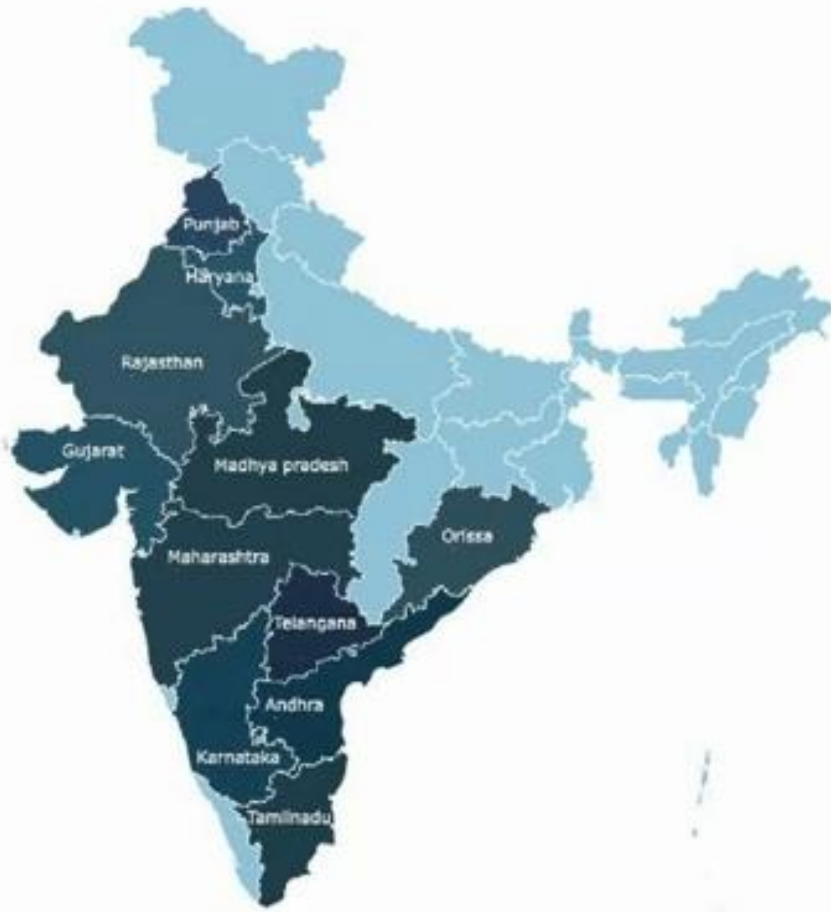 Punjab
Haryana
Rajasthan
Gujarat
Madhya pradesh
Orissa
Maharashtra
Telangana
Andhra
Karnataka
Tamilnadu